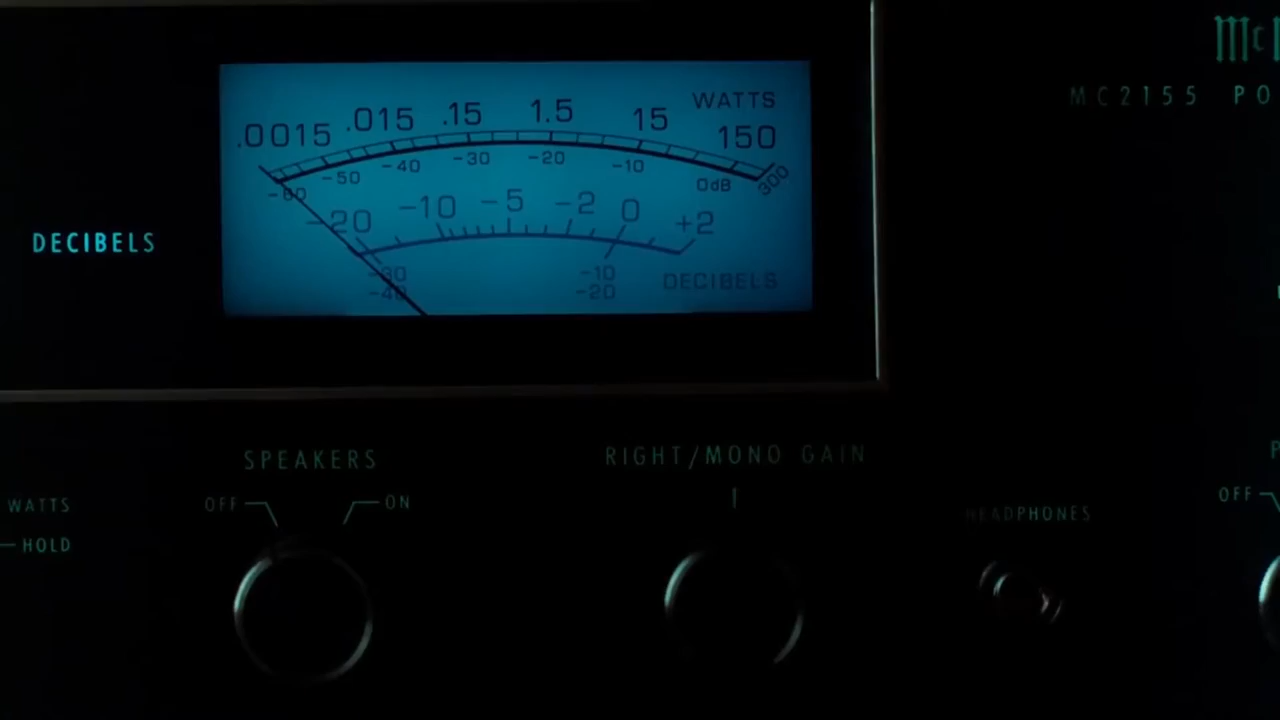 Mc
MC2155 PO
WATTS
.0015 .015 .15 1.5 15 150
300
-60 -50 -40 -30 -20 -10 0dB
-20 -10 -5 -2 0 +2
DECIBELS
-30 -10
-40 -20
DECIBELS
SPEAKERS
OFF ON
RIGHT/MONO GAIN
WATTS
HOLD
HEADPHONES
P
OFF